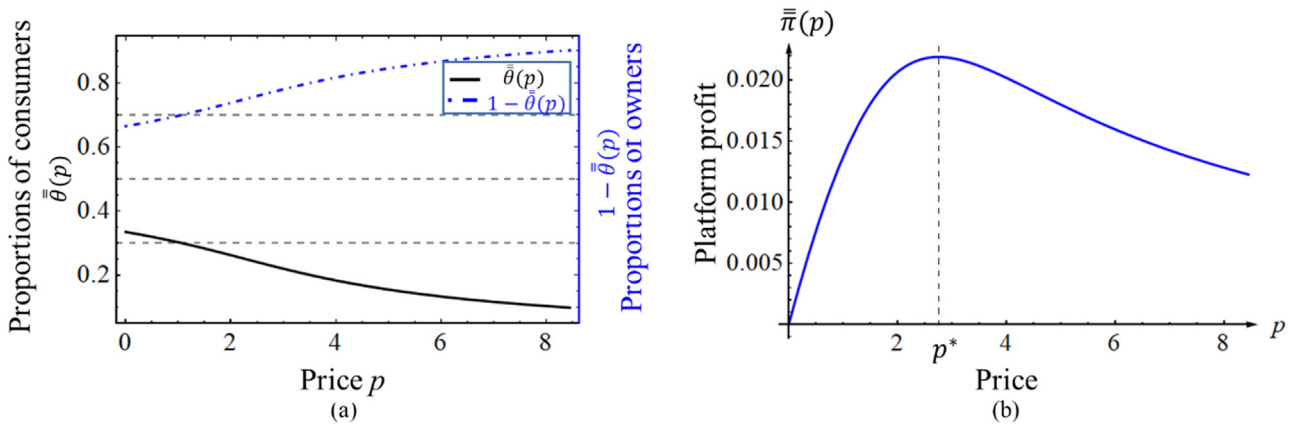 Proportions of consumers
θ̿(p)
0.8
0.6
0.4
0.2
0 2 4 6 8
Price p
(a)
θ̿(p)
1 − θ̿(p)
1 − θ̿(p)
Proportions of owners
π̿(p)
Platform profit
0.020
0.015
0.010
0.005
2 p* 4 6 8 p
Price
(b)